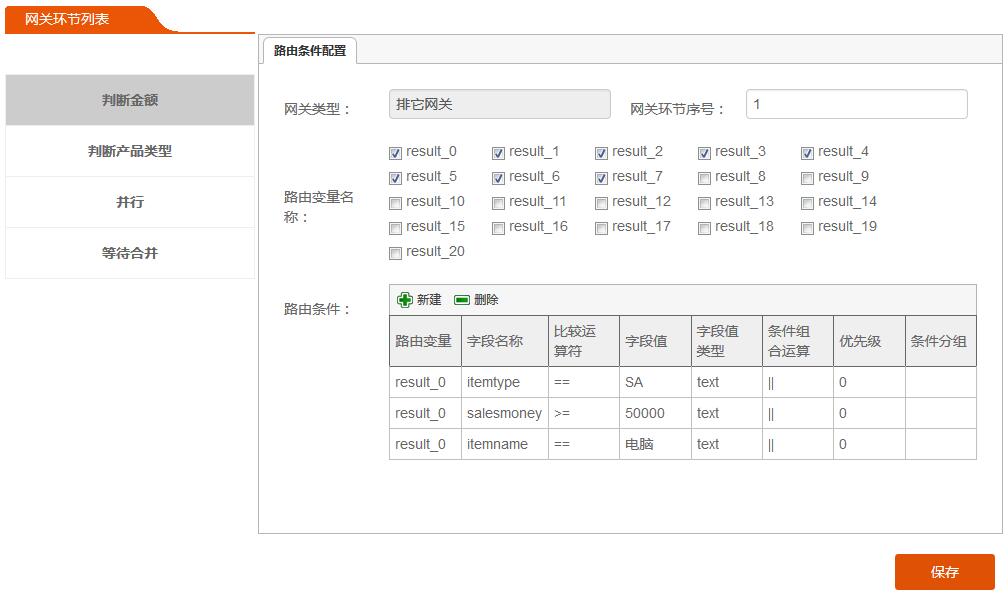 网关环节列表
判断金额
判断产品类型
并行
等待合并
路由条件配置
网关类型： 排它网关 网关环节序号： 1
路由变量名
称：
result_0 result_1 result_2 result_3 result_4
result_5 result_6 result_7 result_8 result_9
result_10 result_11 result_12 result_13 result_14
result_15 result_16 result_17 result_18 result_19
result_20
路由条件：
新建 删除
路由变量 字段名称 比较运算符 字段值 字段值类型 条件组合运算 优先级 条件分组
result_0 itemtype == SA text || 0
result_0 salesmoney >= 50000 text || 0
result_0 itemname == 电脑 text || 0
保存